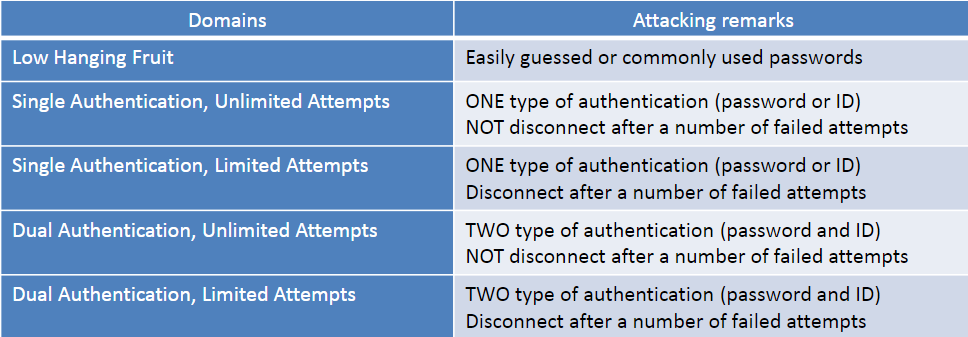 Domains
Attacking remarks
Low Hanging Fruit
Easily guessed or commonly used passwords
Single Authentication, Unlimited Attempts
ONE type of authentication (password or ID)
NOT disconnect after a number of failed attempts
Single Authentication, Limited Attempts
ONE type of authentication (password or ID)
Disconnect after a number of failed attempts
Dual Authentication, Unlimited Attempts
TWO type of authentication (password and ID)
NOT disconnect after a number of failed attempts
Dual Authentication, Limited Attempts
TWO type of authentication (password and ID)
Disconnect after a number of failed attempts